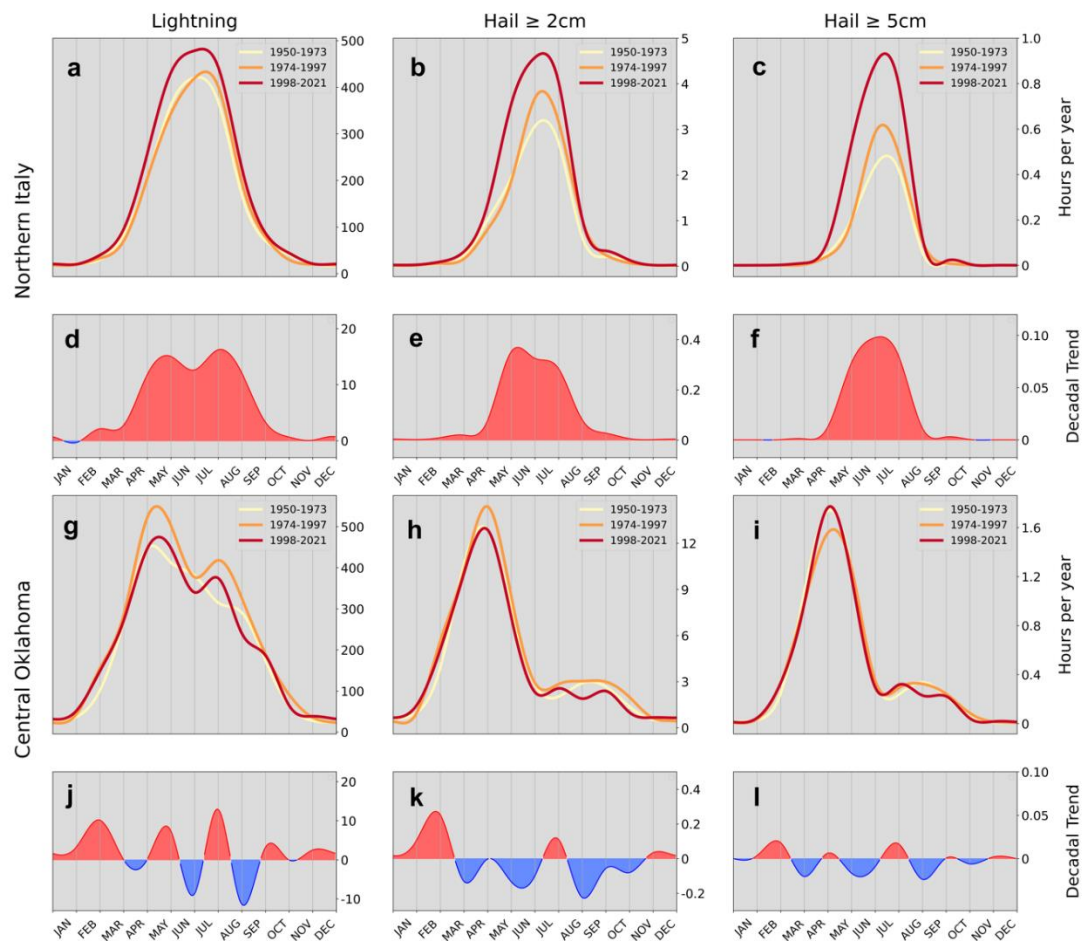 Lightning
Hail ≥ 2cm
Hail ≥ 5cm
Northern Italy
a
1950-1973
1974-1997
1998-2021
500
400
300
200
100
0
b
1950-1973
1974-1997
1998-2021
5
4
3
2
1
0
c
1950-1973
1974-1997
1998-2021
1.0
0.8
0.6
0.4
0.2
0
Hours per year
d
20
10
0
JAN FEB MAR APR MAY JUN JUL AUG SEP OCT NOV DEC
e
0.4
0.2
0
JAN FEB MAR APR MAY JUN JUL AUG SEP OCT NOV DEC
f
0.10
0.05
0
JAN FEB MAR APR MAY JUN JUL AUG SEP OCT NOV DEC
Decadal Trend
Central Oklahoma
g
1950-1973
1974-1997
1998-2021
500
400
300
200
100
0
h
1950-1973
1974-1997
1998-2021
12
9
6
3
0
i
1950-1973
1974-1997
1998-2021
1.6
1.2
0.8
0.4
0
Hours per year
j
20
10
0
-10
JAN FEB MAR APR MAY JUN JUL AUG SEP OCT NOV DEC
k
0.4
0.2
0
-0.2
JAN FEB MAR APR MAY JUN JUL AUG SEP OCT NOV DEC
l
0.10
0.05
0
JAN FEB MAR APR MAY JUN JUL AUG SEP OCT NOV DEC
Decadal Trend